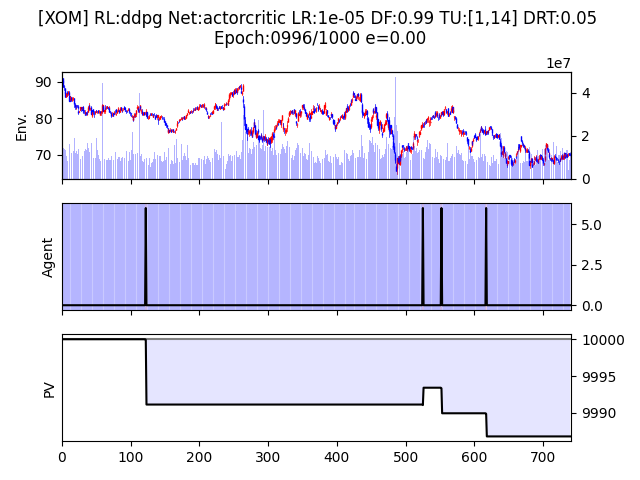 [XOM] RL:ddpg Net:actorcritic LR:1e-05 DF:0.99 TU:[1,14] DRT:0.05
Epoch:0996/1000 e=0.00
1e7
Env.
90
80
70
4
2
0
Agent
5.0
2.5
0.0
PV
10000
9995
9990
0 100 200 300 400 500 600 700